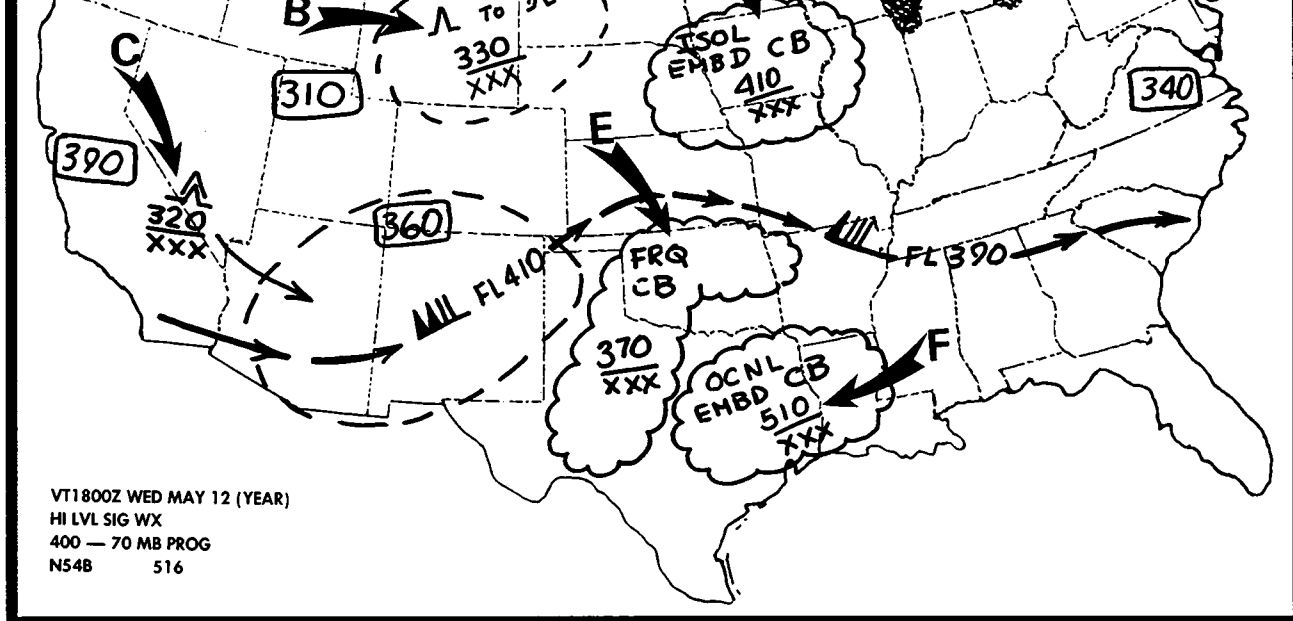 B
TO
330
XXX
C
310
ISOL
EMBD CB
410
XXX
340
390
E
320
XXX
360
FRQ
CB
FL 410
FL 390
370
XXX
F
OCNL
EMBD CB
510
XXX
VT1800Z WED MAY 12 (YEAR)
HI LVL SIG WX
400 — 70 MB PROG
N54B 516